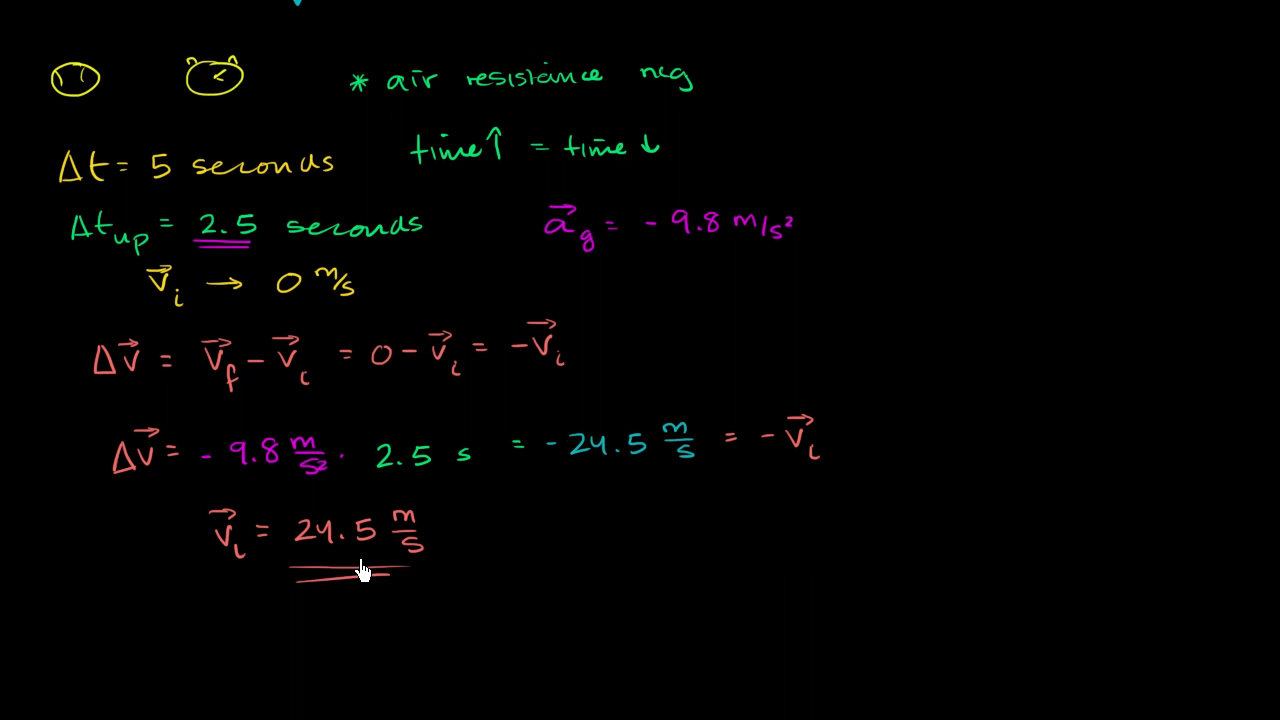 * air resistance neg
Δt = 5 seconds
time↑ = time↓
Δt_up = 2.5 seconds
a⃗_g = -9.8 m/s²
v⃗_i → 0 m/s
Δv⃗ = v⃗_f - v⃗_i = 0 - v⃗_i = -v⃗_i
Δv⃗ = -9.8 m/s² · 2.5 s = -24.5 m/s = -v⃗_i
v⃗_i = 24.5 m/s